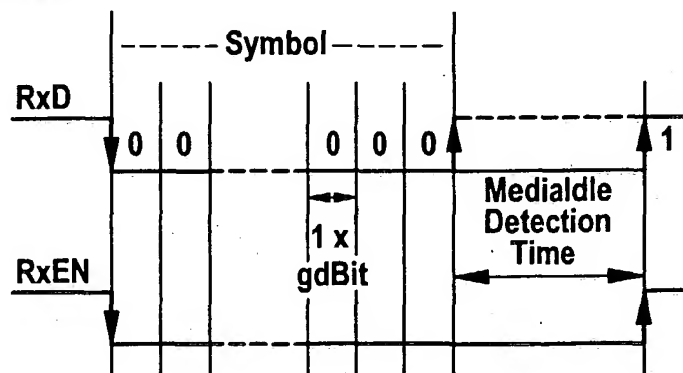 Symbol
RxD
0 0 0 0 0 1
MediaIdle
Detection
Time
1 x
gdBit
RxEN